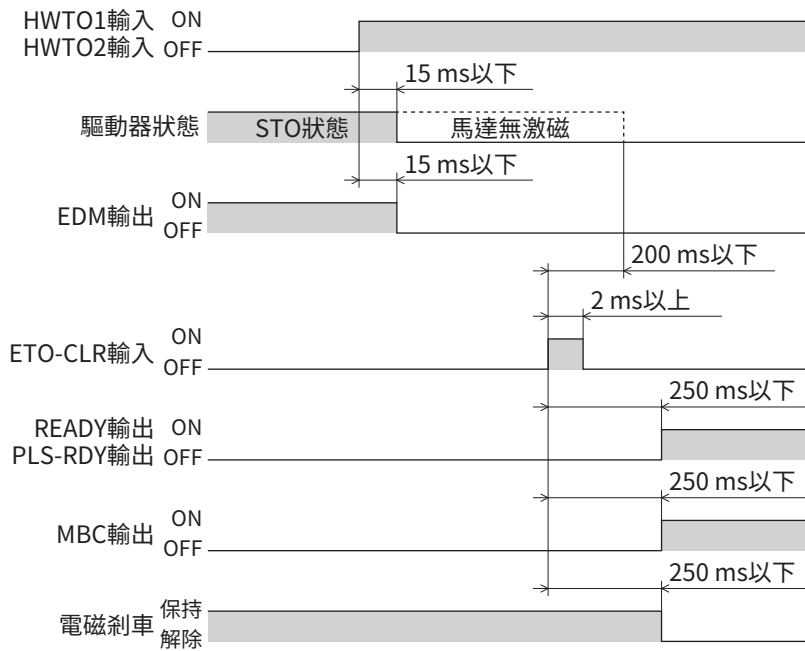 HWTO1輸入 ON
HWTO2輸入 OFF
15 ms以下
驅動器狀態 STO狀態 馬達無激磁
15 ms以下
EDM輸出 ON
OFF
200 ms以下
2 ms以上
ETO-CLR輸入 ON
OFF
250 ms以下
READY輸出 ON
PLS-RDY輸出 OFF
250 ms以下
MBC輸出 ON
OFF
250 ms以下
電磁剎車 保持
解除